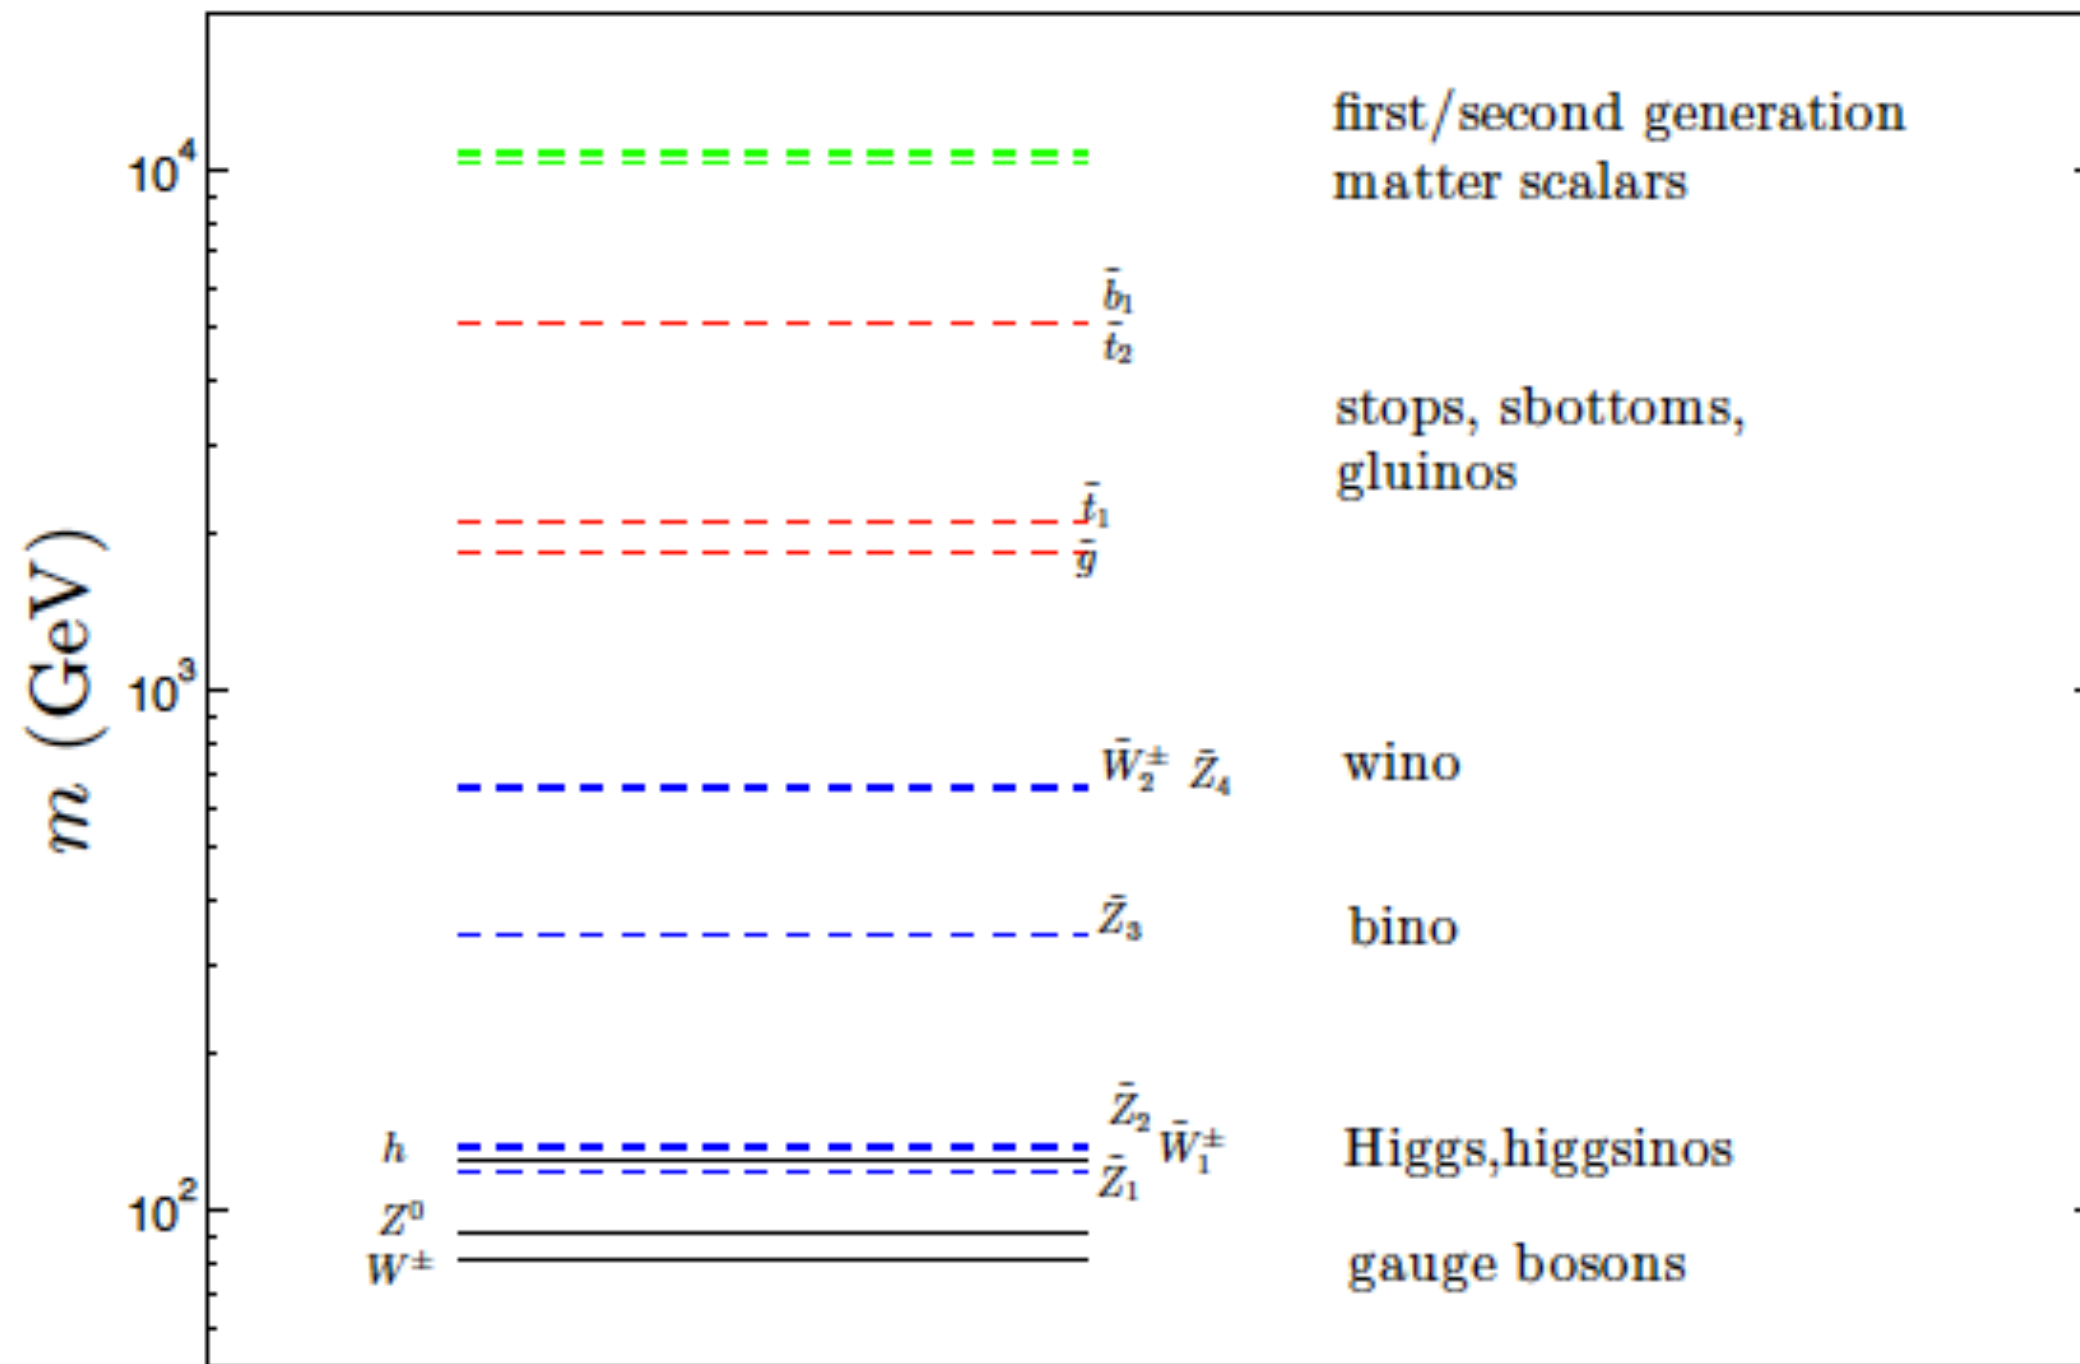 first/second generation
10⁴
matter scalars
b̃₁
t̃₂
stops, sbottoms,
gluinos
t̃₁
g̃
m (GeV)
10³
W̃₂± Z̃₄ wino
Z̃₃ bino
Z̃₂
h W̃₁± Higgs,higgsinos
Z̃₁
10²
Z⁰
W± gauge bosons